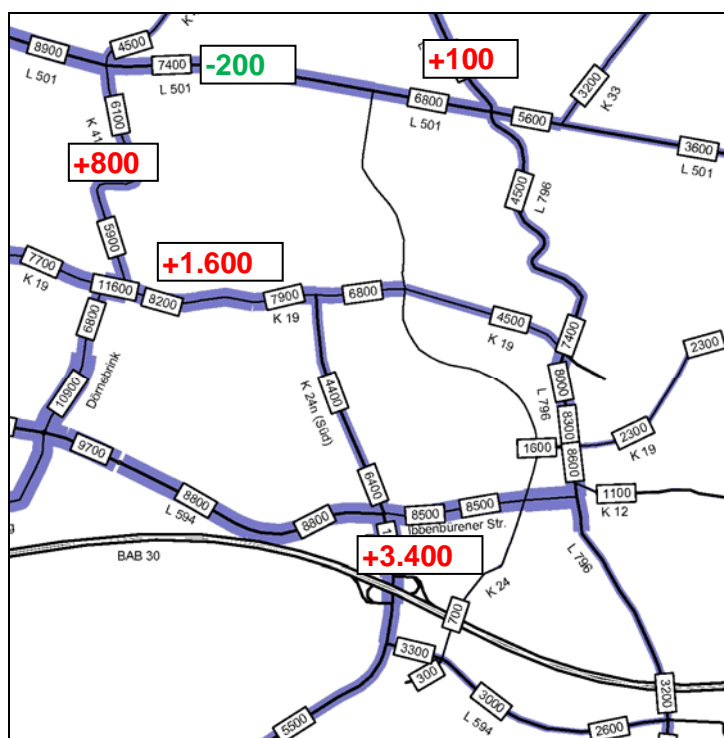 4500
8900
7400
-200
+100
L 501
L 501
3200
K 33
6800
L 501
5600
3600
L 501
6100
K 41
+800
4500
L 796
5900
7700
K 19
11600
+1.600
8200
7900
K 19
6800
4500
K 19
7400
2300
6800
Dörnebrink
10900
4400
K 24n (Süd)
L 796
8000
8300
8600
1600
2300
K 19
9700
8800
L 594
8800
6400
8500
8500
Ibbenbürener Str.
1100
K 12
BAB 30
+3.400
L 796
K 24
700
3300
300
3000
L 594
3200
5500
2600